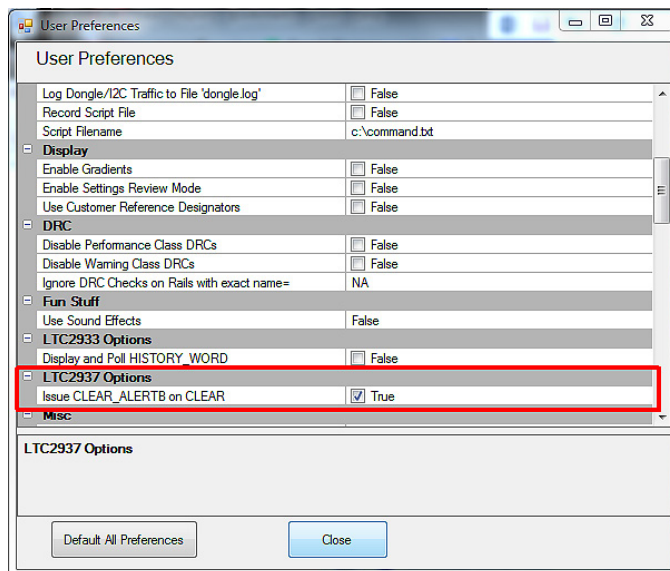 User Preferences
User Preferences
Log Dongle/I2C Traffic to File 'dongle.log' False
Record Script File False
Script Filename c:\command.txt
Display
Enable Gradients False
Enable Settings Review Mode False
Use Customer Reference Designators False
DRC
Disable Performance Class DRCs False
Disable Warning Class DRCs False
Ignore DRC Checks on Rails with exact name= NA
Fun Stuff
Use Sound Effects False
LTC2933 Options
Display and Poll HISTORY_WORD False
LTC2937 Options
Issue CLEAR_ALERTB on CLEAR True
Misc
LTC2937 Options
Default All Preferences Close